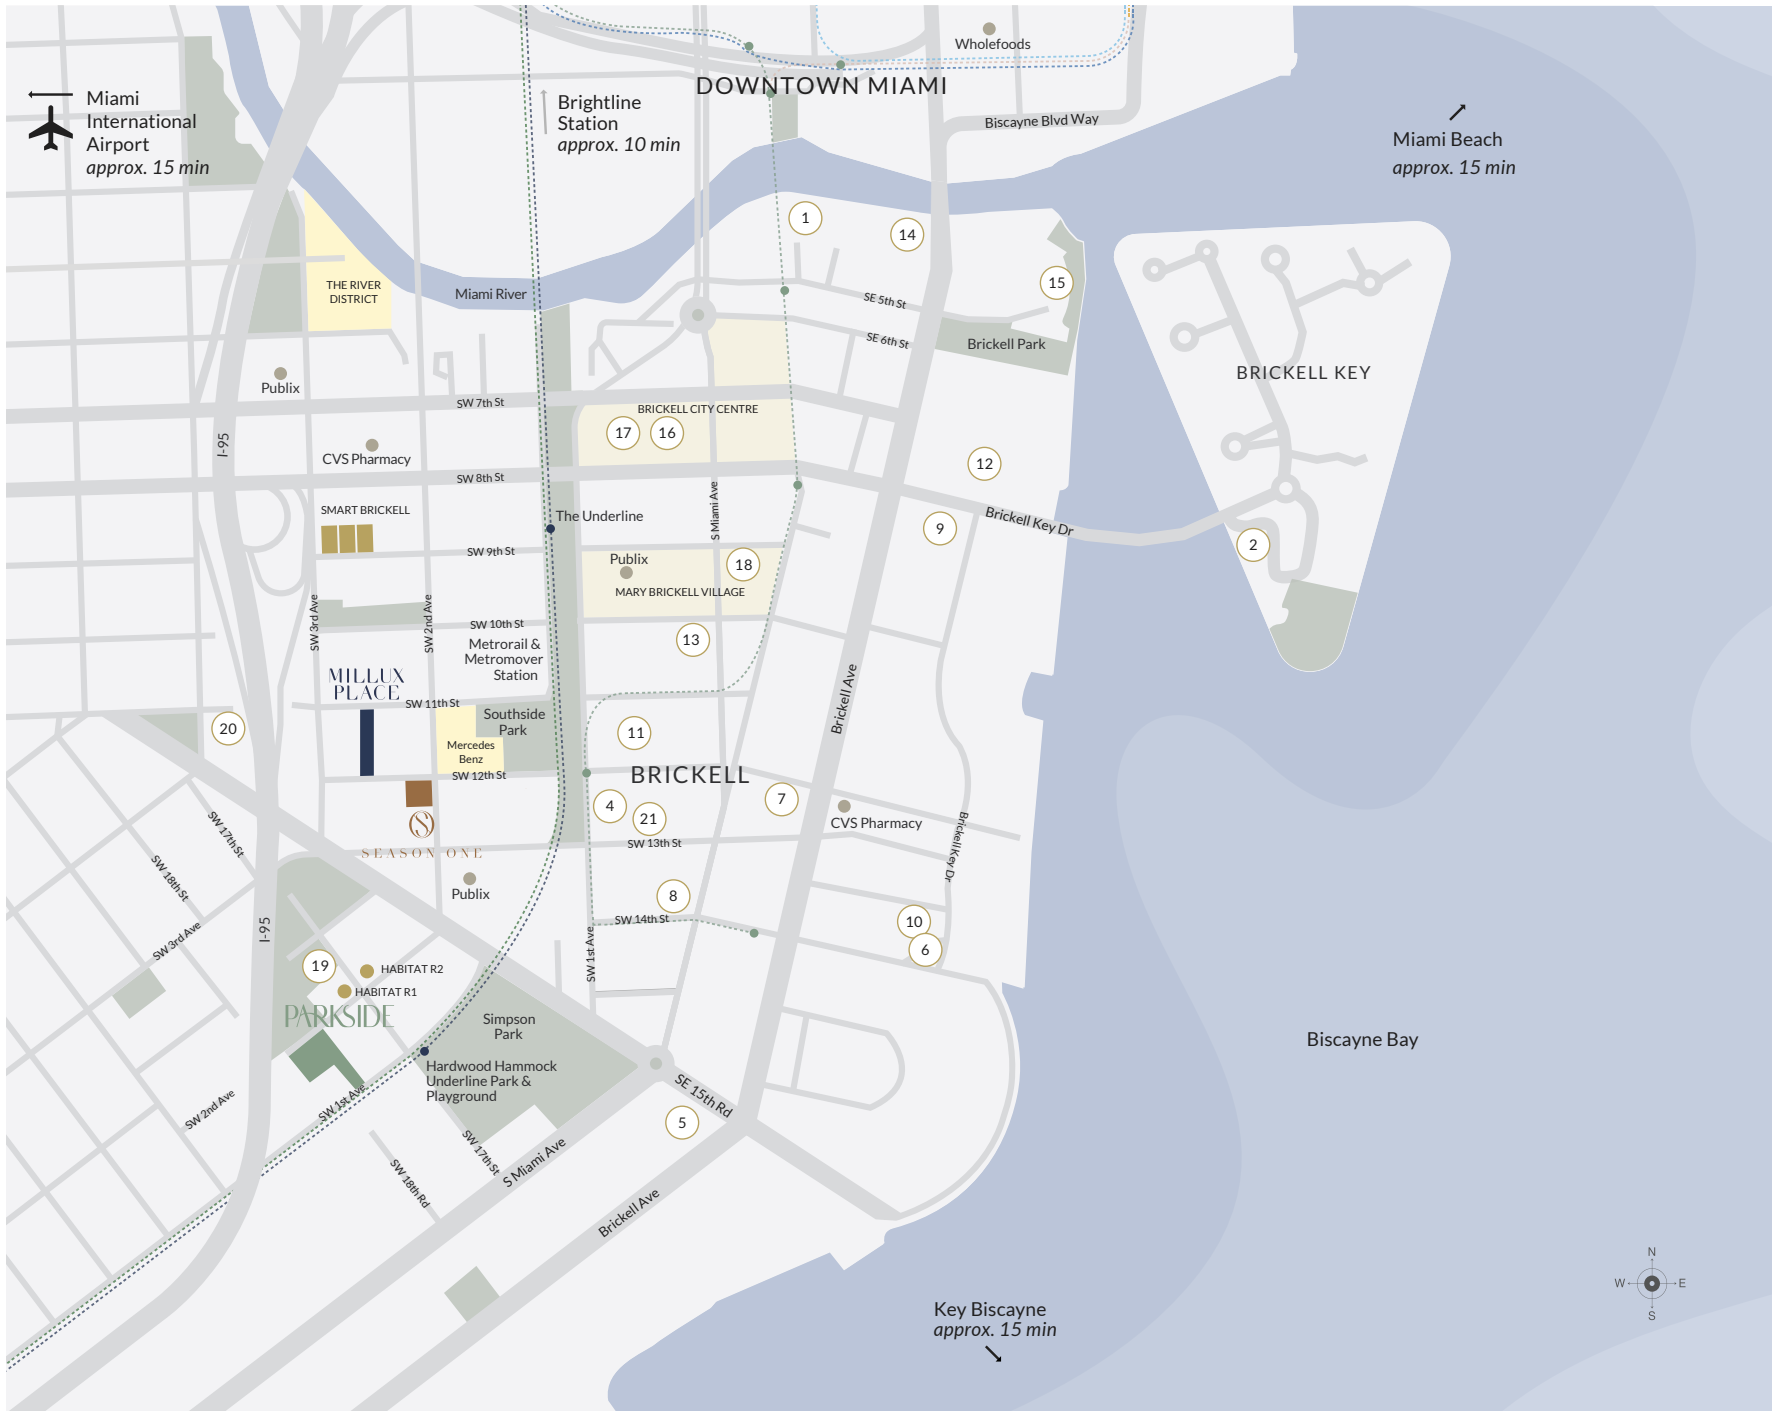 Wholefoods
DOWNTOWN MIAMI
Miami
International
Airport
approx. 15 min
Brightline
Station
approx. 10 min
Biscayne Blvd Way
Miami Beach
approx. 15 min
1
14
15
THE RIVER
DISTRICT
Miami River
SE 5th St
SE 6th St
Brickell Park
BRICKELL KEY
Publix
SW 7th St
BRICKELL CITY CENTRE
17
16
I-95
CVS Pharmacy
SW 8th St
12
SMART BRICKELL
The Underline
S Miami Ave
9
Brickell Key Dr
2
SW 9th St
Publix
18
MARY BRICKELL VILLAGE
SW 3rd Ave
SW 2nd Ave
SW 10th St
Metrorail &
Metromover
Station
13
MILLUX
PLACE
SW 11th St
Southside
Park
Brickell Ave
20
11
Mercedes
Benz
SW 12th St
BRICKELL
4
21
7
CVS Pharmacy
SW 17th St
S
SEASON ONE
SW 13th St
Brickell Key Dr
SW 18th St
Publix
8
SW 14th St
10
6
I-95
SW 3rd Ave
SW 1st Ave
19
HABITAT R2
HABITAT R1
PARKSIDE
Simpson
Park
Biscayne Bay
Hardwood Hammock
Underline Park &
Playground
SW 1st Ave
SW 2nd Ave
SE 15th Rd
5
SW 17th St
S Miami Ave
SW 18th Rd
Brickell Ave
N
W
E
S
Key Biscayne
approx. 15 min